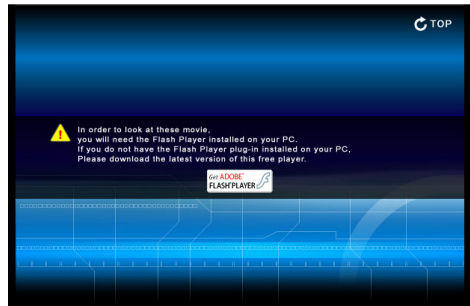 TOP
In order to look at these movie,
you will need the Flash Player installed on your PC.
If you do not have the Flash Player plug-in installed on your PC,
Please download the latest version of this free player.
Get ADOBE®
FLASH® PLAYER